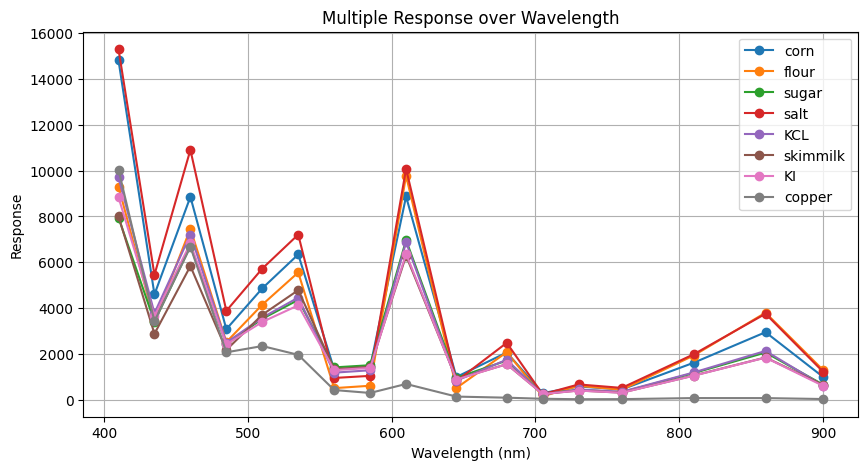 Multiple Response over Wavelength
16000
14000
12000
10000
8000
6000
4000
2000
0
Response
corn
flour
sugar
salt
KCL
skimmilk
KI
copper
400
500
600
700
800
900
Wavelength (nm)